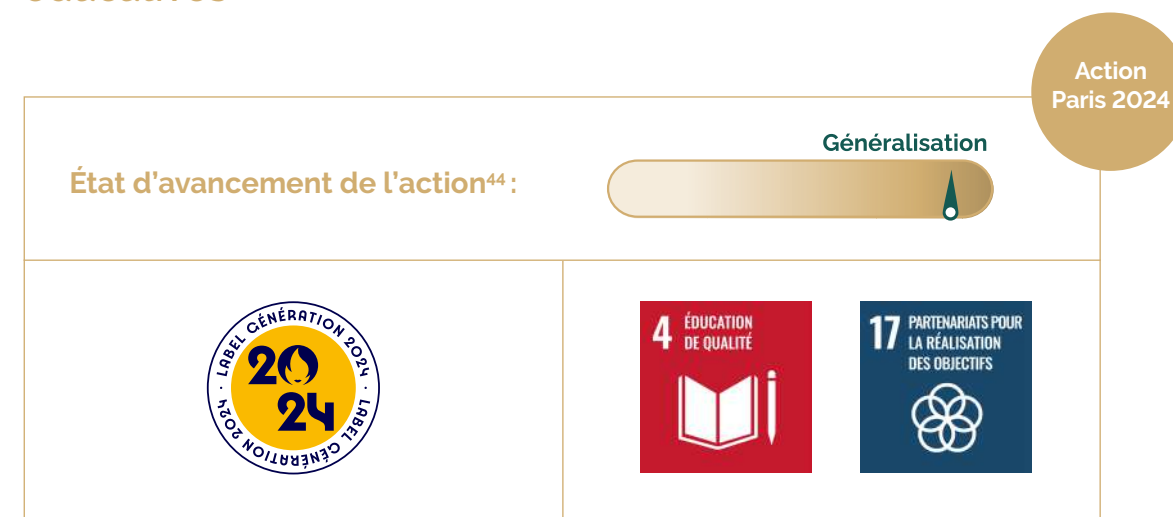 Action
Paris 2024
Généralisation
État d’avancement de l’action⁴⁴ :
LABEL GÉNÉRATION 2024 · LABEL GÉNÉRATION 2024 ·
20
24
4 ÉDUCATION
DE QUALITÉ
17 PARTENARIATS POUR
LA RÉALISATION
DES OBJECTIFS